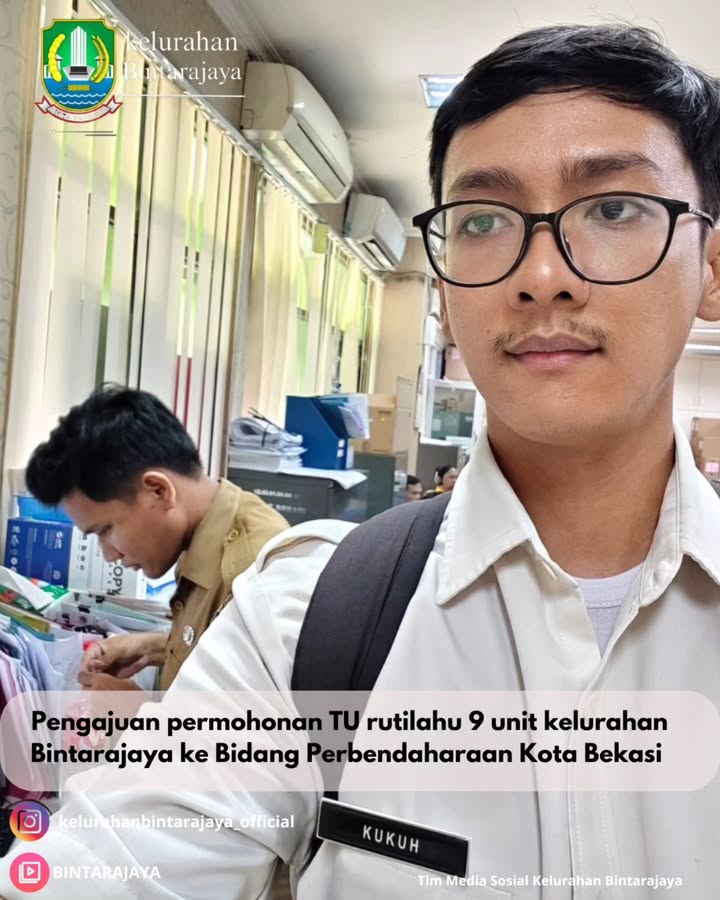 kelurahan
Bintarajaya
COPY
Pengajuan permohonan TU rutilahu 9 unit kelurahan
Bintarajaya ke Bidang Perbendaharaan Kota Bekasi
kelurahanbintarajaya_official
KUKUH
BINTARAJAYA
Tim Media Sosial Kelurahan Bintarajaya